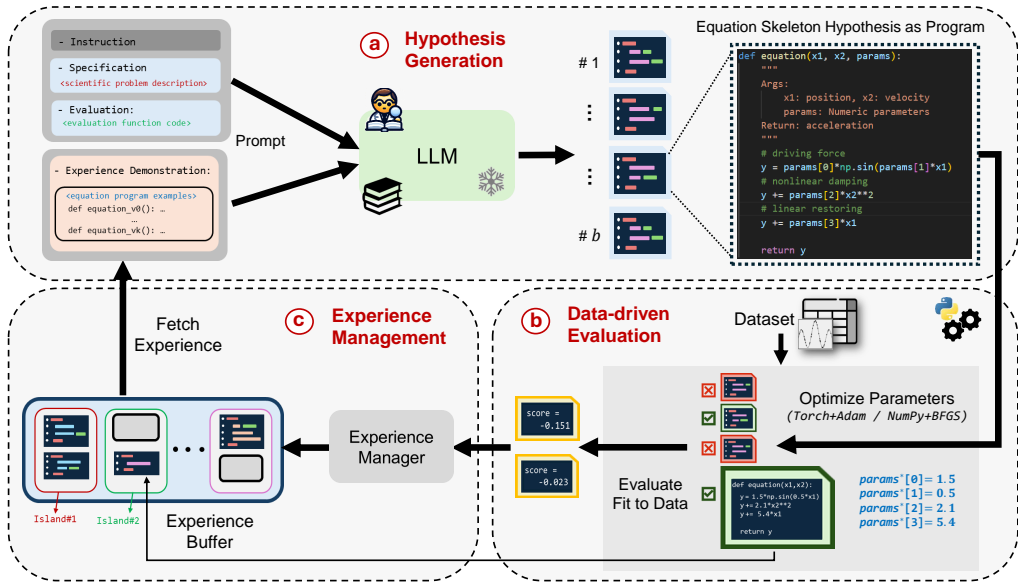 - Instruction
- Specification
<scientific problem description>
- Evaluation:
<evaluation function code>
- Experience Demonstration:
<equation program examples>
def equation_v0(): …
…
def equation_vk(): …
Prompt
a
Hypothesis
Generation
LLM
# 1
⋮
⋮
# b
Equation Skeleton Hypothesis as Program
def equation(x1, x2, params):
"""
Args:
x1: position, x2: velocity
params: Numeric parameters
Return: acceleration
"""
# driving force
y = params[0]*np.sin(params[1]*x1)
# nonlinear damping
y += params[2]*x2**2
# linear restoring
y += params[3]*x1
return y
c
Experience
Management
Fetch
Experience
Experience
Manager
...
Island#1
Island#2
Experience
Buffer
b
Data-driven
Evaluation
Dataset
Optimize Parameters
(Torch+Adam / NumPy+BFGS)
score =
-0.151
score =
-0.023
Evaluate
Fit to Data
def equation(x1,x2):
y = 1.5*np.sin(0.5*x1)
y += 2.1*x2**2
y += 5.4*x1
return y
params*[0]= 1.5
params*[1]= 0.5
params*[2]= 2.1
params*[3]= 5.4